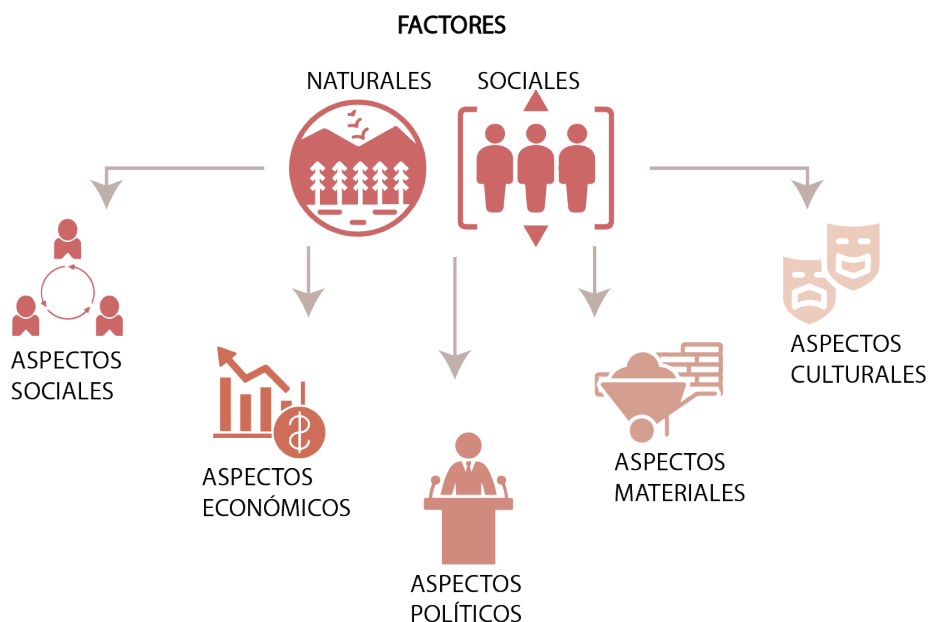 FACTORES
NATURALES
SOCIALES
ASPECTOS
SOCIALES
ASPECTOS
ECONÓMICOS
ASPECTOS
POLÍTICOS
ASPECTOS
MATERIALES
ASPECTOS
CULTURALES